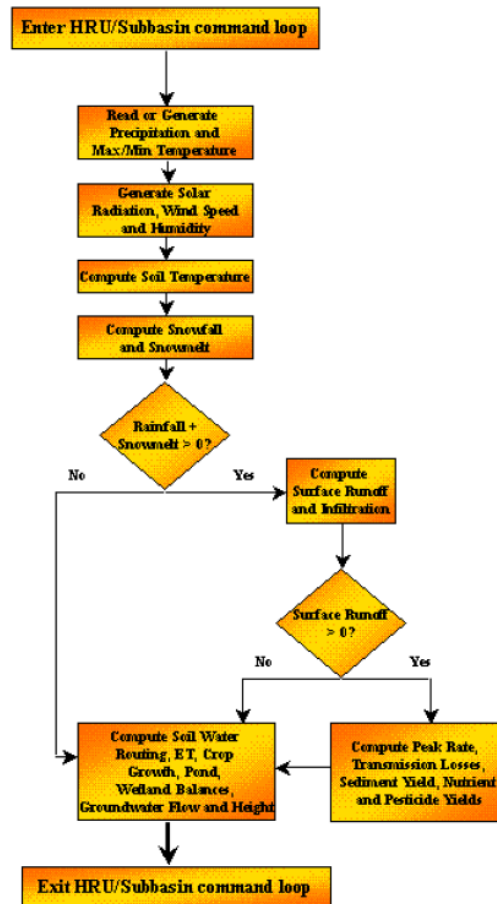 Enter HRU/Subbasin command loop
Read or Generate
Precipitation and
Max/Min Temperature
Generate Solar
Radiation, Wind Speed
and Humidity
Compute Soil Temperature
Compute Snowfall
and Snowmelt
Rainfall +
Snowmelt > 0?
No
Yes
Compute
Surface Runoff
and Infiltration
Surface Runoff
> 0?
No
Yes
Compute Soil Water
Routing, ET, Crop
Growth, Pond,
Wetland Balances,
Groundwater Flow and Height
Compute Peak Rate,
Transmission Losses,
Sediment Yield, Nutrient
and Pesticide Yields
Exit HRU/Subbasin command loop